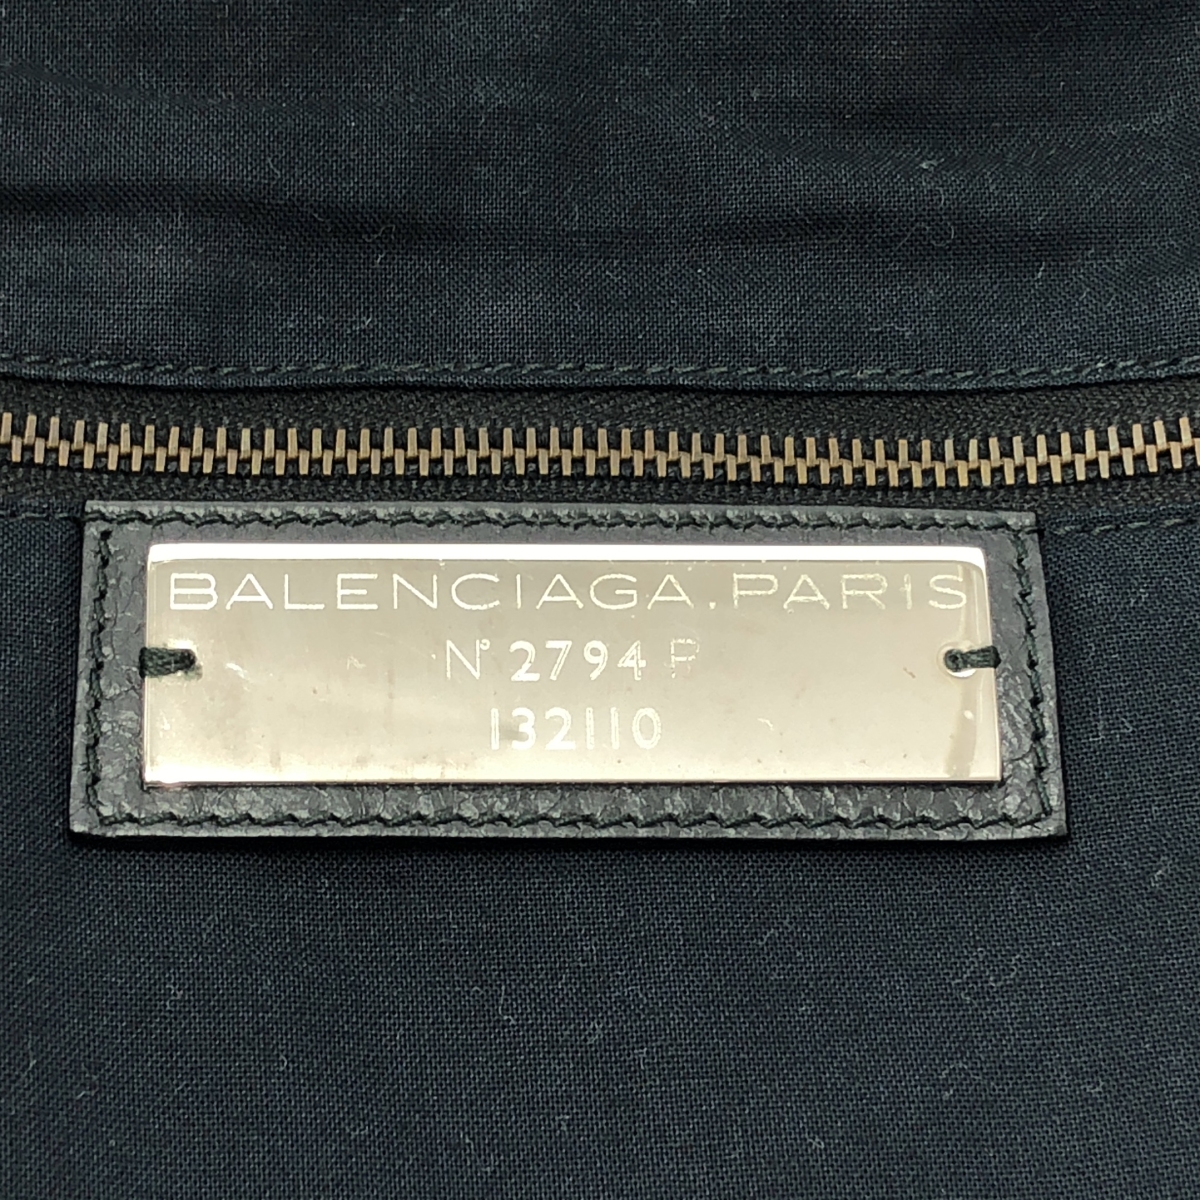 BALENCIAGA.PARIS
N° 2794 P
132110